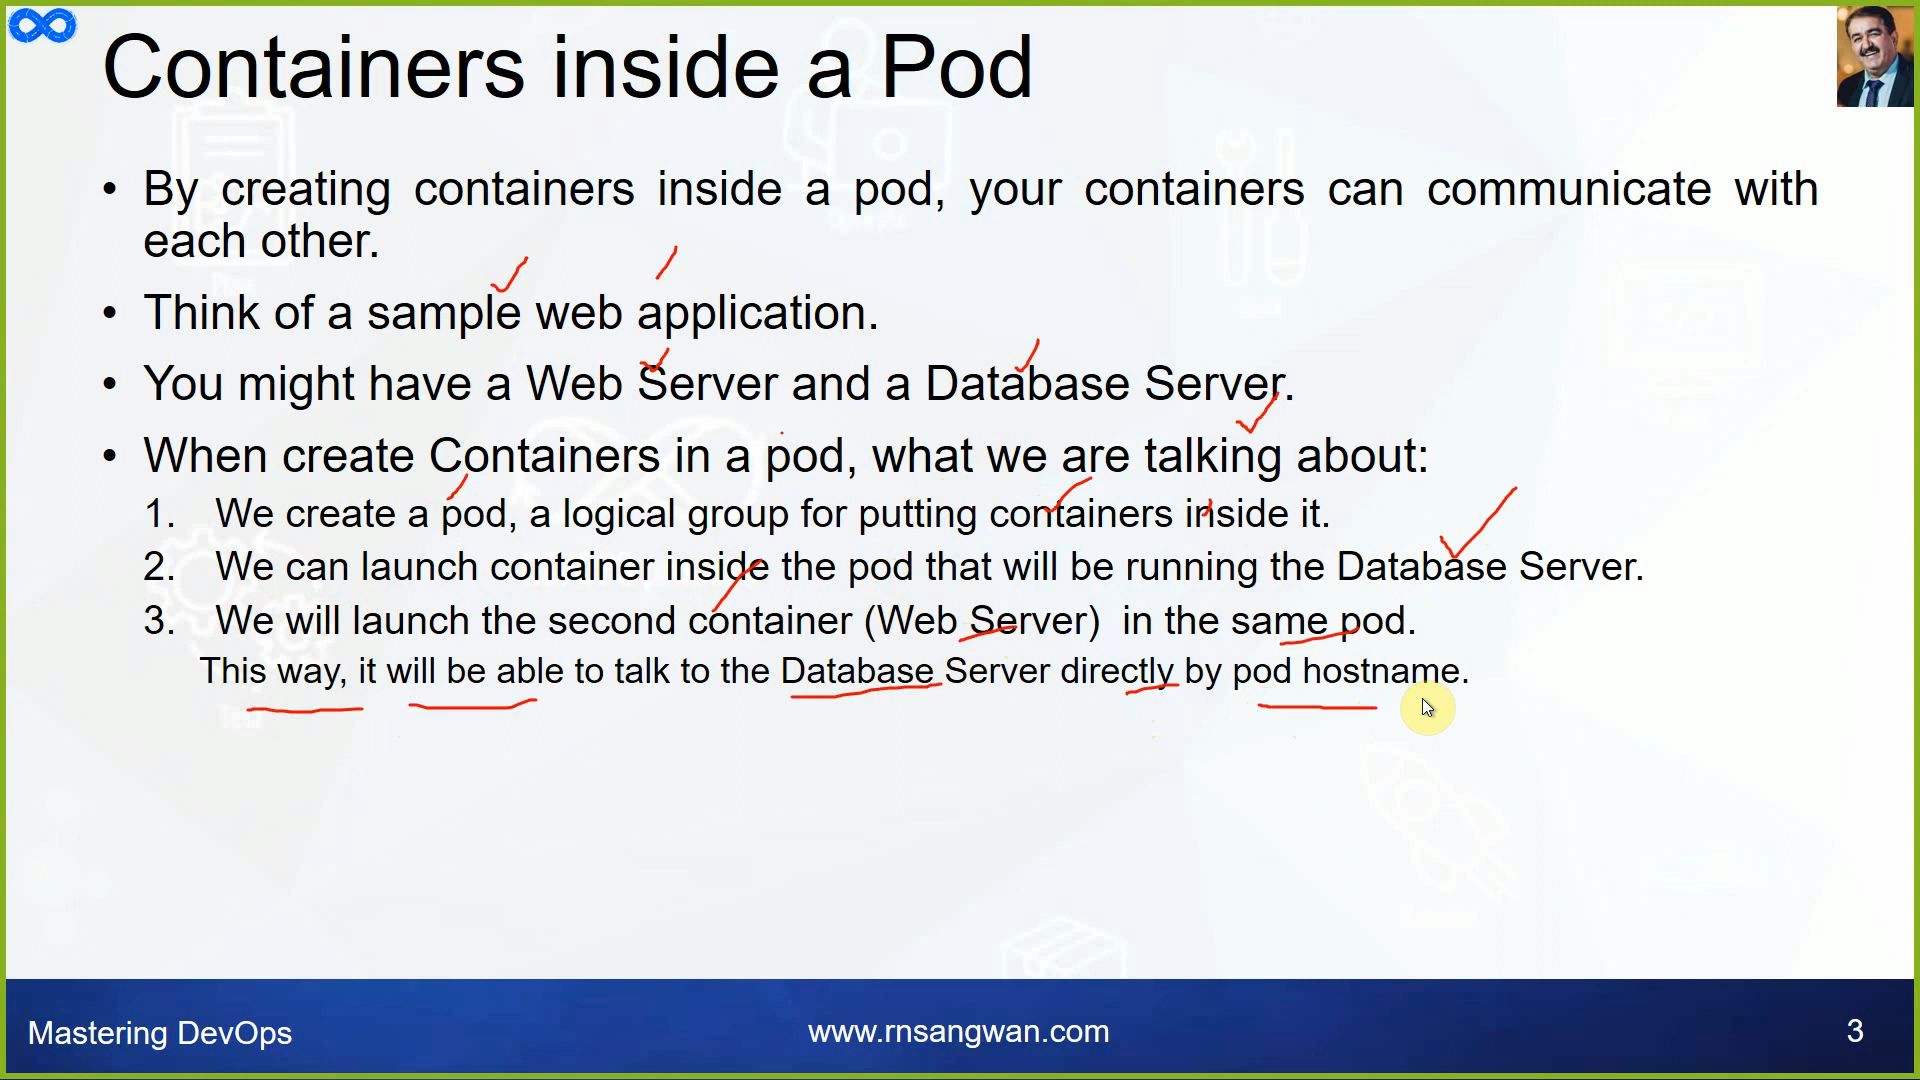 Containers inside a Pod
• By creating containers inside a pod, your containers can communicate with
each other.
• Think of a sample web application.
• You might have a Web Server and a Database Server.
• When create Containers in a pod, what we are talking about:
1. We create a pod, a logical group for putting containers inside it.
2. We can launch container inside the pod that will be running the Database Server.
3. We will launch the second container (Web Server) in the same pod.
This way, it will be able to talk to the Database Server directly by pod hostname.
Mastering DevOps
www.rnsangwan.com
3